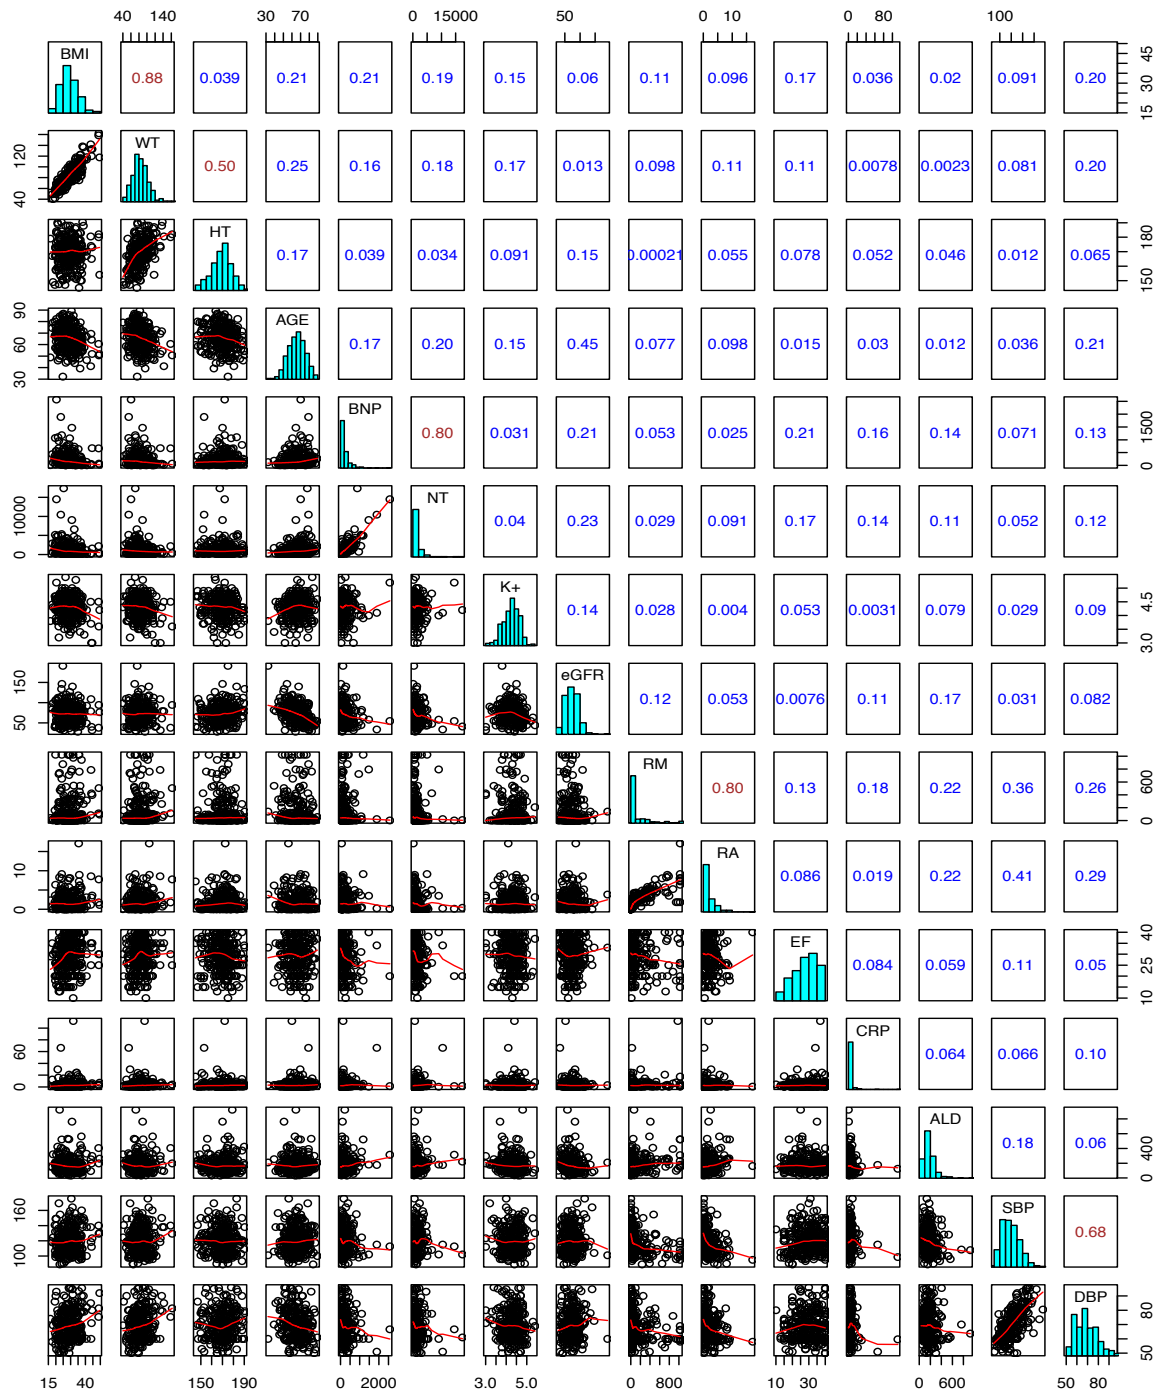 40 140 30 70 0 15000 50 0 10 0 80 100
BMI 0.88 0.039 0.21 0.21 0.19 0.15 0.06 0.11 0.096 0.17 0.036 0.02 0.091 0.20 15 30 45
40 120 WT 0.50 0.25 0.16 0.18 0.17 0.013 0.098 0.11 0.11 0.0078 0.0023 0.081 0.20
HT 0.17 0.039 0.034 0.091 0.15 0.00021 0.055 0.078 0.052 0.046 0.012 0.065 150 180
30 60 90 AGE 0.17 0.20 0.15 0.45 0.077 0.098 0.015 0.03 0.012 0.036 0.21
BNP 0.80 0.031 0.21 0.053 0.025 0.21 0.16 0.14 0.071 0.13 0 1500
0 10000 NT 0.04 0.23 0.029 0.091 0.17 0.14 0.11 0.052 0.12
K+ 0.14 0.028 0.004 0.053 0.0031 0.079 0.029 0.09 3.0 4.5
50 150 eGFR 0.12 0.053 0.0076 0.11 0.17 0.031 0.082
RM 0.80 0.13 0.18 0.22 0.36 0.26 0 600
0 10 RA 0.086 0.019 0.22 0.41 0.29
EF 0.084 0.059 0.11 0.05 10 25 40
0 60 CRP 0.064 0.066 0.10
ALD 0.18 0.06 0 400
100 160 SBP 0.68
DBP 50 80
15 40 150 190 0 2000 3.0 5.0 0 800 10 30 0 600 50 80